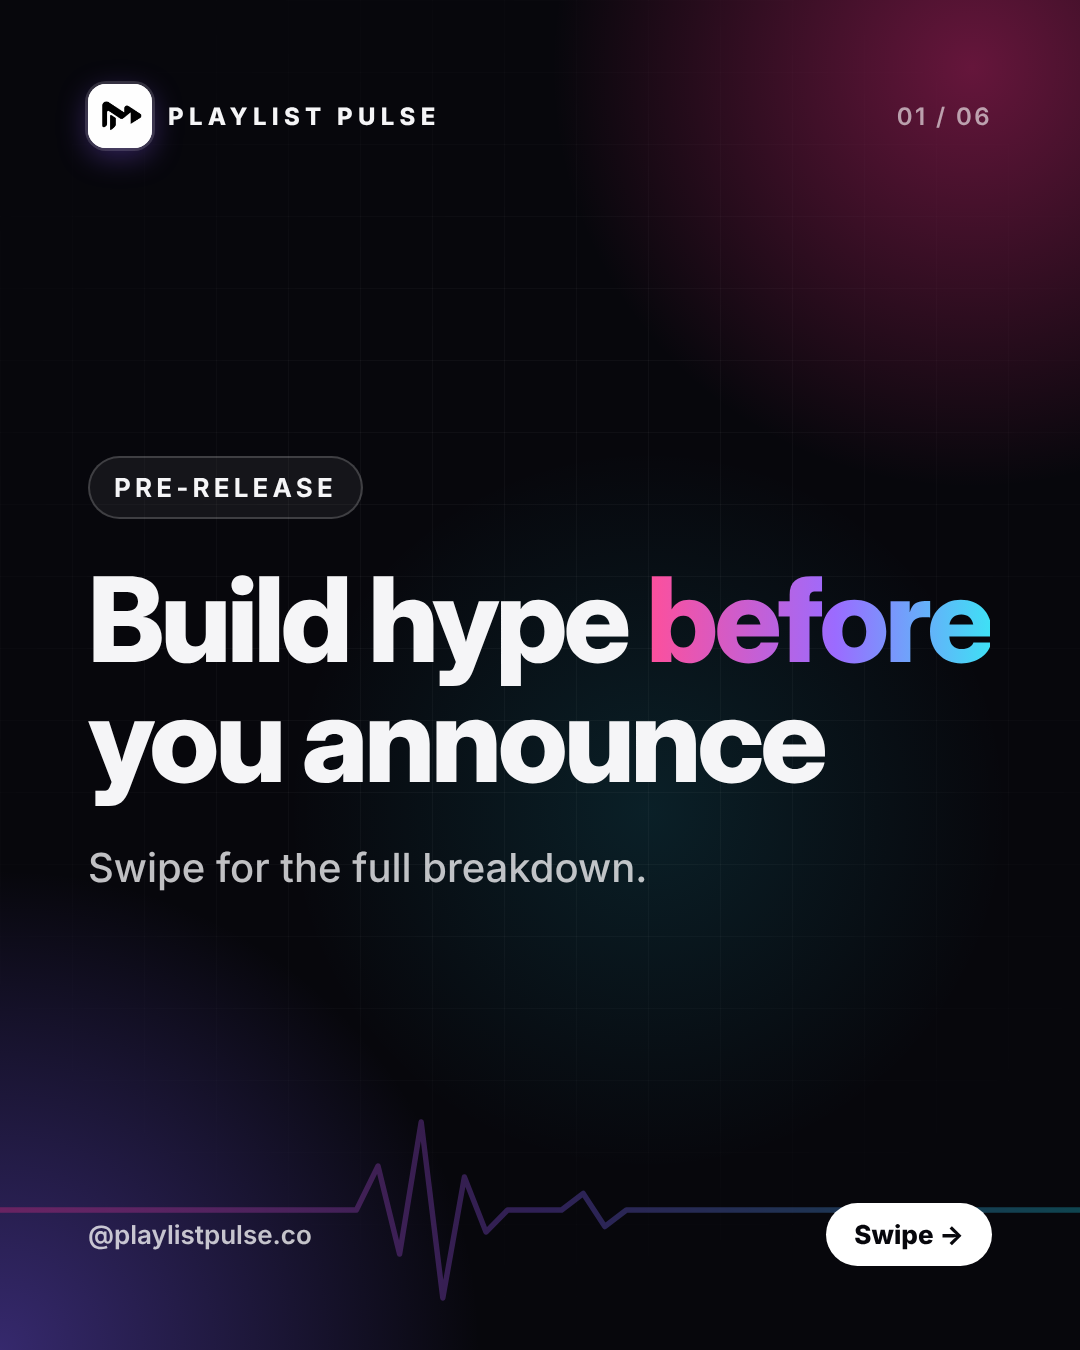 PLAYLIST PULSE
01 / 06
PRE-RELEASE
Build hype before
you announce
Swipe for the full breakdown.
@playlistpulse.co
Swipe →